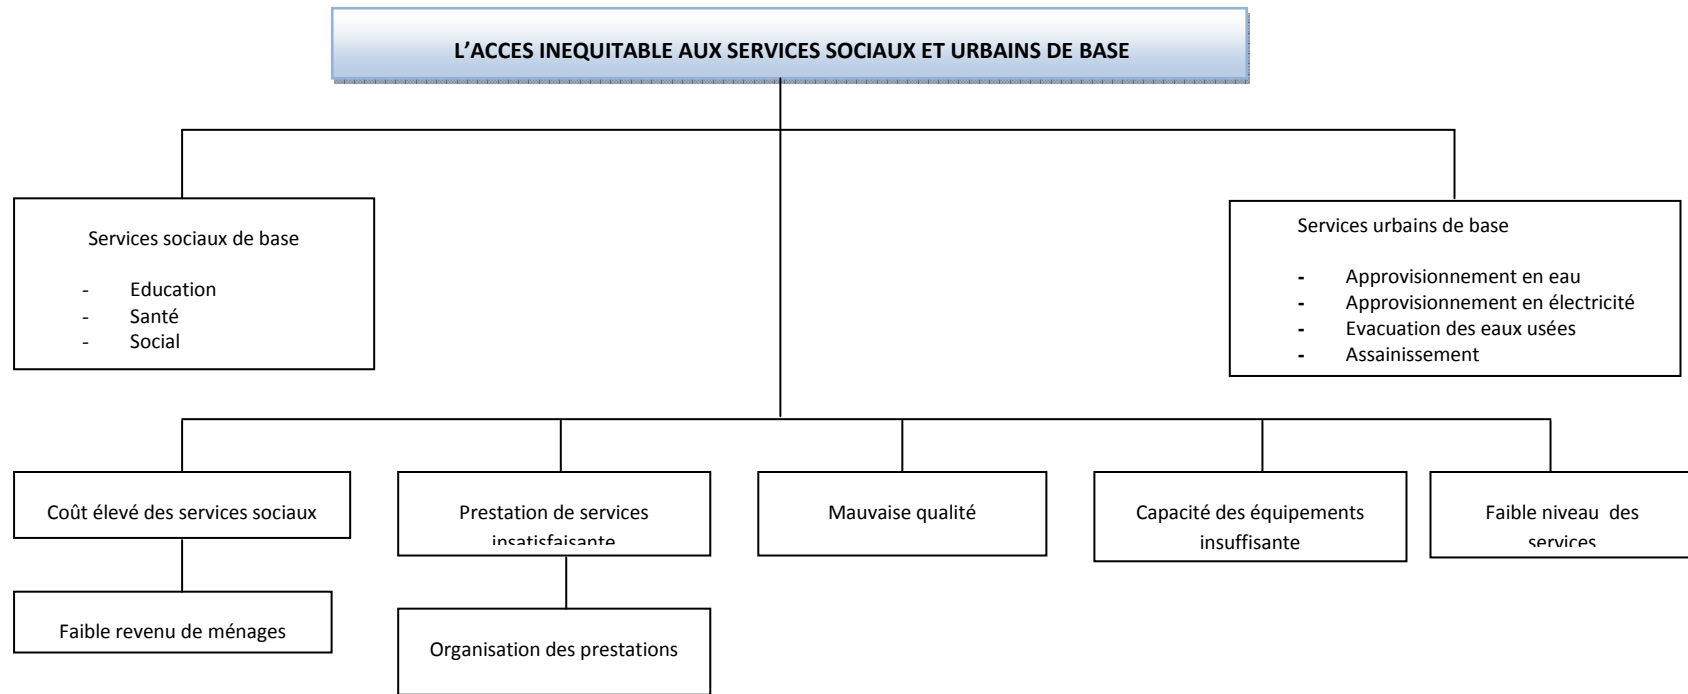 L’ACCES INEQUITABLE AUX SERVICES SOCIAUX ET URBAINS DE BASE
Services sociaux de base
- Education
- Santé
- Social
Services urbains de base
- Approvisionnement en eau
- Approvisionnement en électricité
- Evacuation des eaux usées
- Assainissement
Coût élevé des services sociaux
Prestation de services
insatisfaisante
Mauvaise qualité
Capacité des équipements
insuffisante
Faible niveau des
services
Faible revenu de ménages
Organisation des prestations